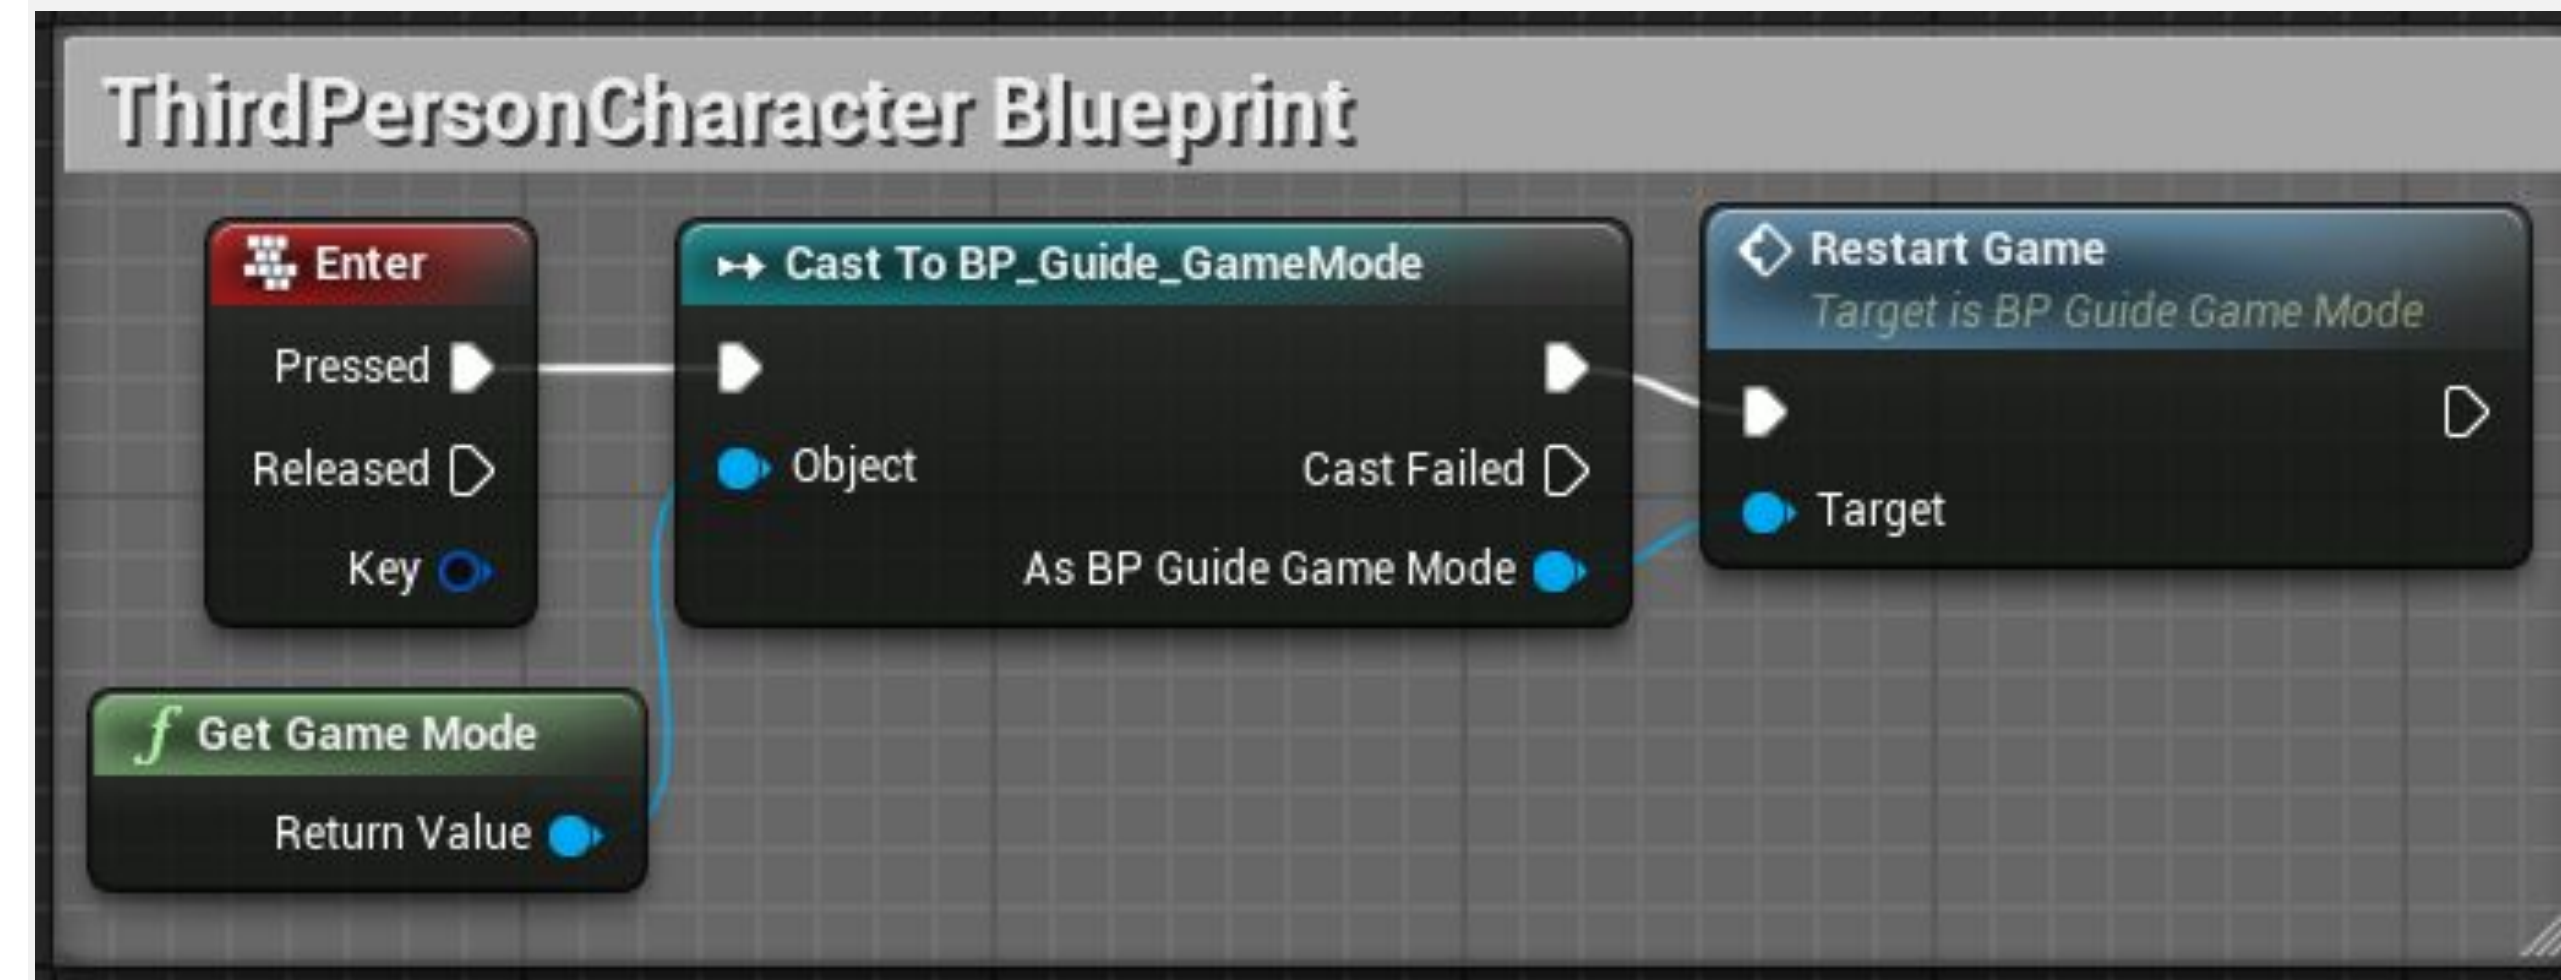 ThirdPersonCharacter Blueprint
Enter
Pressed
Released
Key
Cast To BP_Guide_GameMode
Object
Cast Failed
As BP Guide Game Mode
Restart Game
Target is BP Guide Game Mode
Target
Get Game Mode
Return Value